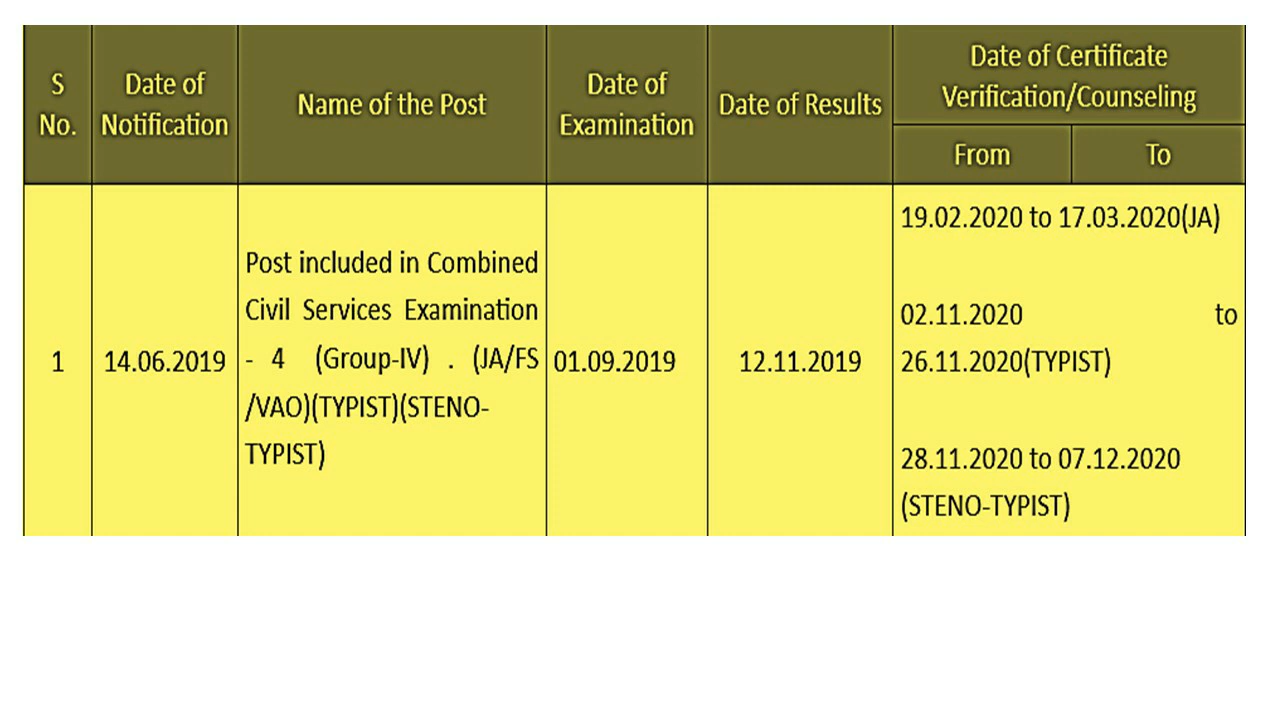 S
No.
Date of
Notification
Name of the Post
Date of
Examination
Date of Results
Date of Certificate
Verification/Counseling
From
To
1
14.06.2019
Post included in Combined
Civil Services Examination
- 4 (Group-IV) . (JA/FS
/VAO)(TYPIST)(STENO-
TYPIST)
01.09.2019
12.11.2019
19.02.2020 to 17.03.2020(JA)
02.11.2020 to
26.11.2020(TYPIST)
28.11.2020 to 07.12.2020
(STENO-TYPIST)